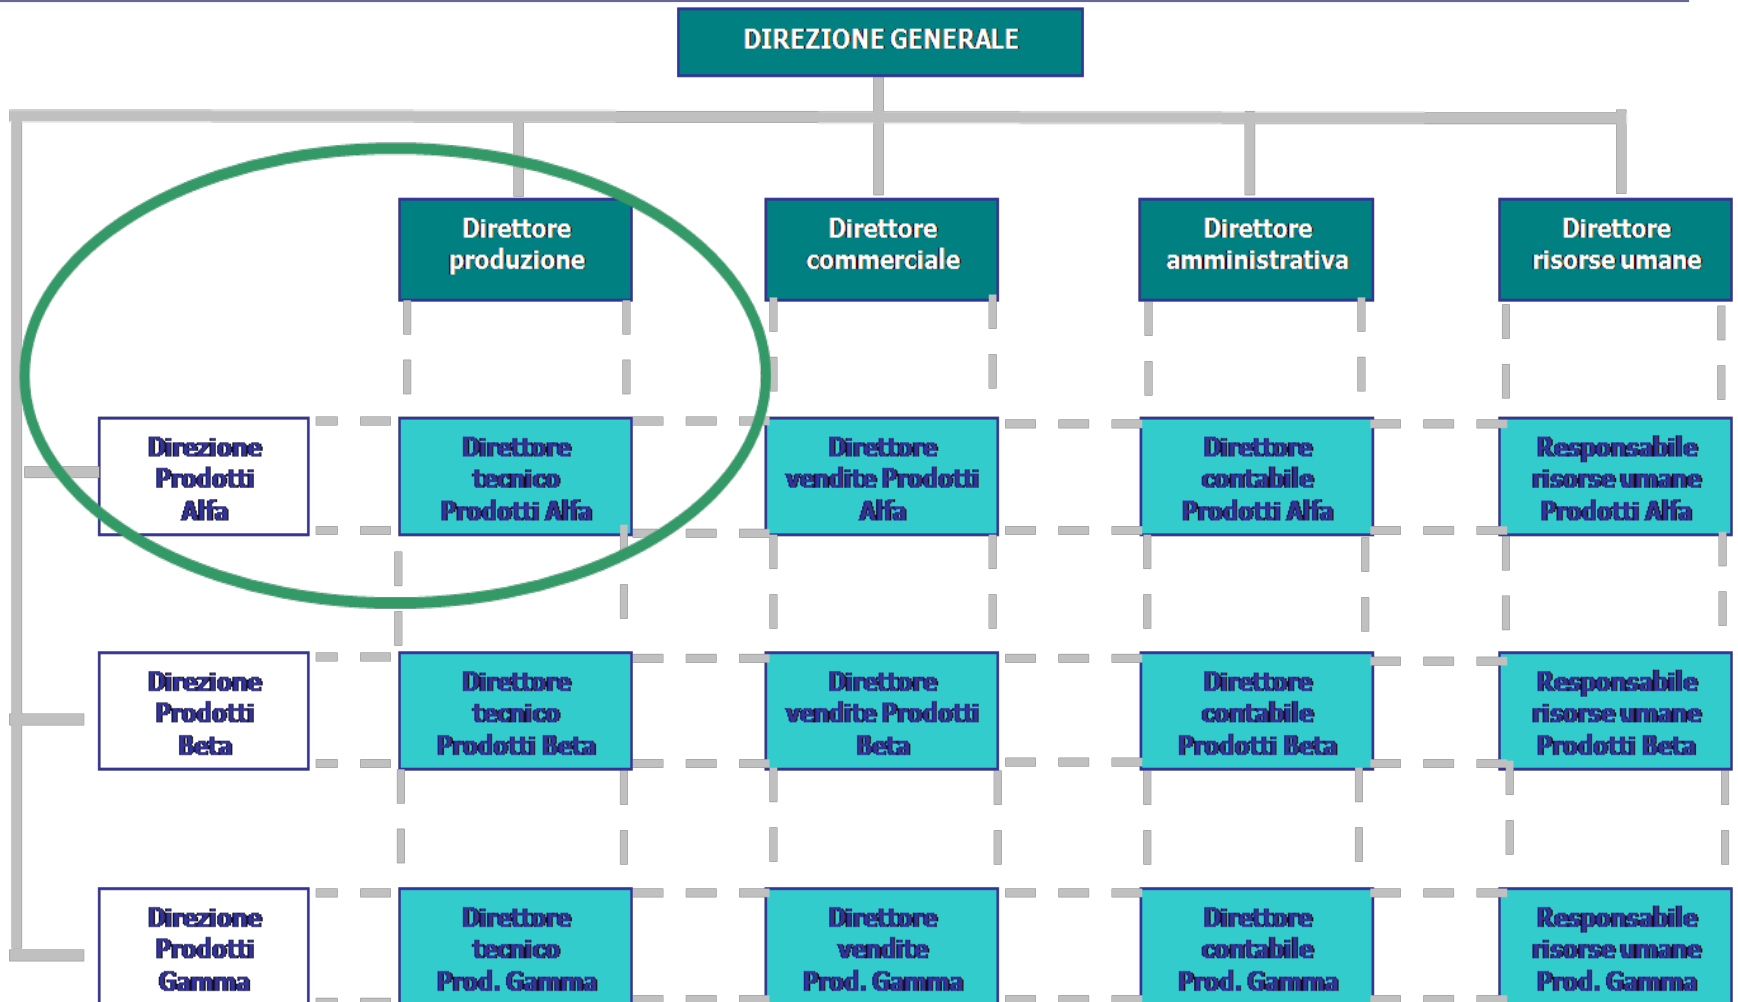 DIREZIONE GENERALE
Direttore
produzione
Direttore
commerciale
Direttore
amministrativa
Direttore
risorse umane
Direzione
Prodotti
Alfa
Direttore
tecnico
Prodotti Alfa
Direttore
vendite Prodotti
Alfa
Direttore
contabile
Prodotti Alfa
Responsabile
risorse umane
Prodotti Alfa
Direzione
Prodotti
Beta
Direttore
tecnico
Prodotti Beta
Direttore
vendite Prodotti
Beta
Direttore
contabile
Prodotti Beta
Responsabile
risorse umane
Prodotti Beta
Direzione
Prodotti
Gamma
Direttore
tecnico
Prod. Gamma
Direttore
vendite
Prod. Gamma
Direttore
contabile
Prod. Gamma
Responsabile
risorse umane
Prod. Gamma